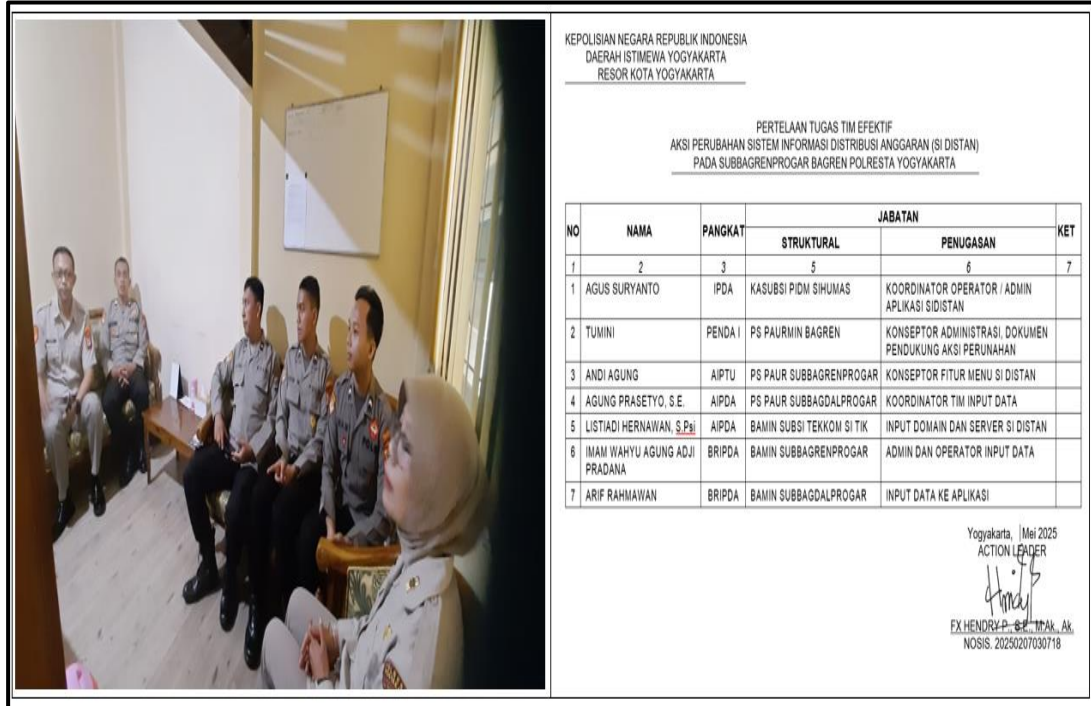 KEPOLISIAN NEGARA REPUBLIK INDONESIA
DAERAH ISTIMEWA YOGYAKARTA
RESOR KOTA YOGYAKARTA
PERTELAAN TUGAS TIM EFEKTIF
AKSI PERUBAHAN SISTEM INFORMASI DISTRIBUSI ANGGARAN (SI DISTAN)
PADA SUBBAGRENPROGAR BAGREN POLRESTA YOGYAKARTA
NO NAMA PANGKAT JABATAN KET
STRUKTURAL PENUGASAN
1 2 3 5 6 7
1 AGUS SURYANTO IPDA KASUBSI PIDM SIHUMAS KOORDINATOR OPERATOR / ADMIN
APLIKASI SIDISTAN
2 TUMINI PENDA I PS PAURMIN BAGREN KONSEPTOR ADMINISTRASI, DOKUMEN
PENDUKUNG AKSI PERUNAHAN
3 ANDI AGUNG AIPTU PS PAUR SUBBAGRENPROGAR KONSEPTOR FITUR MENU SI DISTAN
4 AGUNG PRASETYO, S.E. AIPDA PS PAUR SUBBAGDALPROGAR KOORDINATOR TIM INPUT DATA
5 LISTIADI HERNAWAN, S.Psi AIPDA BAMIN SUBSI TEKKOM SI TIK INPUT DOMAIN DAN SERVER SI DISTAN
6 IMAM WAHYU AGUNG ADJI BRIPDA BAMIN SUBBAGRENPROGAR ADMIN DAN OPERATOR INPUT DATA
PRADANA
7 ARIF RAHMAWAN BRIPDA BAMIN SUBBAGDALPROGAR INPUT DATA KE APLIKASI
Yogyakarta, Mei 2025
ACTION LEADER
FX HENDRY P., S.E., M.Ak., Ak.
NOSIS. 20250207030718